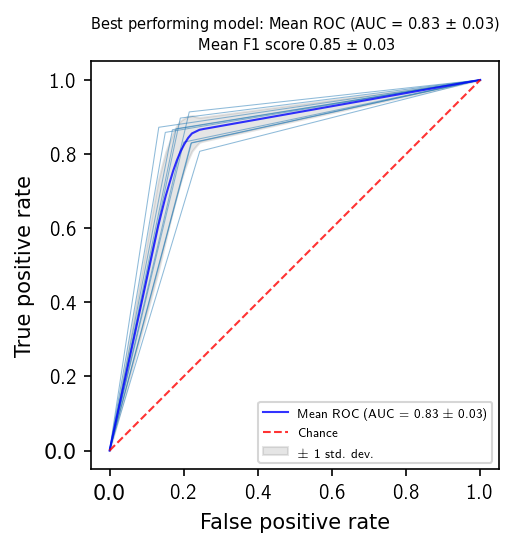 Best performing model: Mean ROC (AUC = 0.83 ± 0.03)
Mean F1 score 0.85 ± 0.03
True positive rate
1.0
0.8
0.6
0.4
0.2
0.0
Mean ROC (AUC = 0.83 ± 0.03)
Chance
± 1 std. dev.
0.0 0.2 0.4 0.6 0.8 1.0
False positive rate